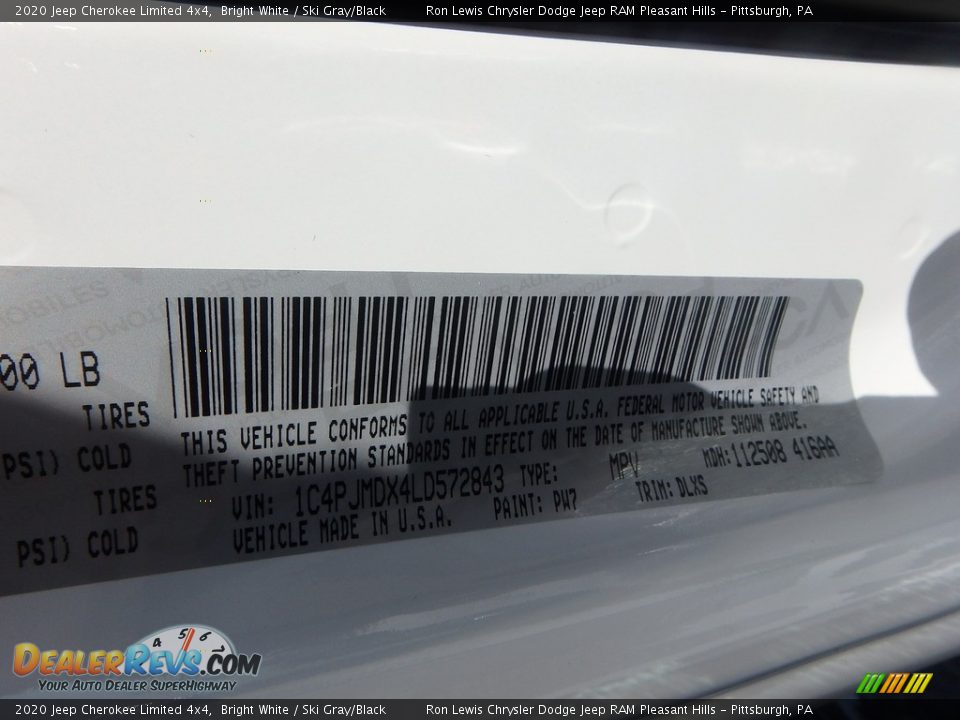 2020 Jeep Cherokee Limited 4x4, Bright White / Ski Gray/Black Ron Lewis Chrysler Dodge Jeep RAM Pleasant Hills - Pittsburgh, PA
00 LB
TIRES
PSI) COLD
TIRES
PSI) COLD
THIS VEHICLE CONFORMS TO ALL APPLICABLE U.S.A. FEDERAL MOTOR VEHICLE SAFETY AND
THEFT PREVENTION STANDARDS IN EFFECT ON THE DATE OF MANUFACTURE SHOWN ABOVE.
VIN: 1C4PJMDX4LD572843 TYPE: MPV MDH:112508 416AA
VEHICLE MADE IN U.S.A. PAINT: PW7 TRIM:DLXS
4 5 6
DealerRevs.com
Your Auto Dealer SuperHighway
2020 Jeep Cherokee Limited 4x4, Bright White / Ski Gray/Black Ron Lewis Chrysler Dodge Jeep RAM Pleasant Hills - Pittsburgh, PA